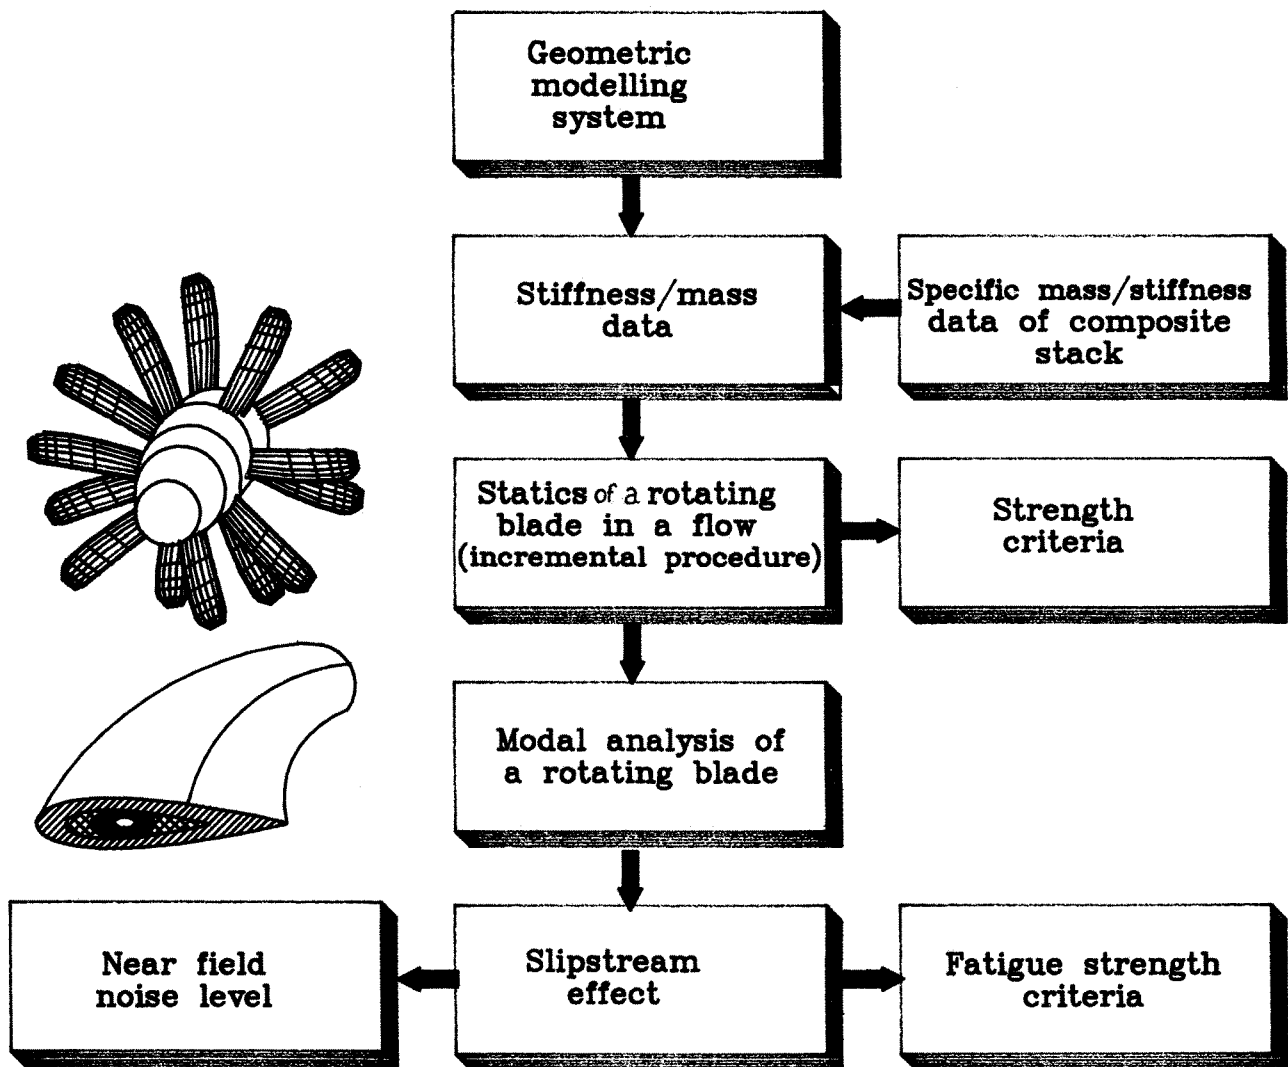 Geometric
modelling
system
Stiffness/mass
data
Specific mass/stiffness
data of composite
stack
Statics of a rotating
blade in a flow
(incremental procedure)
Strength
criteria
Modal analysis of
a rotating blade
Near field
noise level
Slipstream
effect
Fatigue strength
criteria